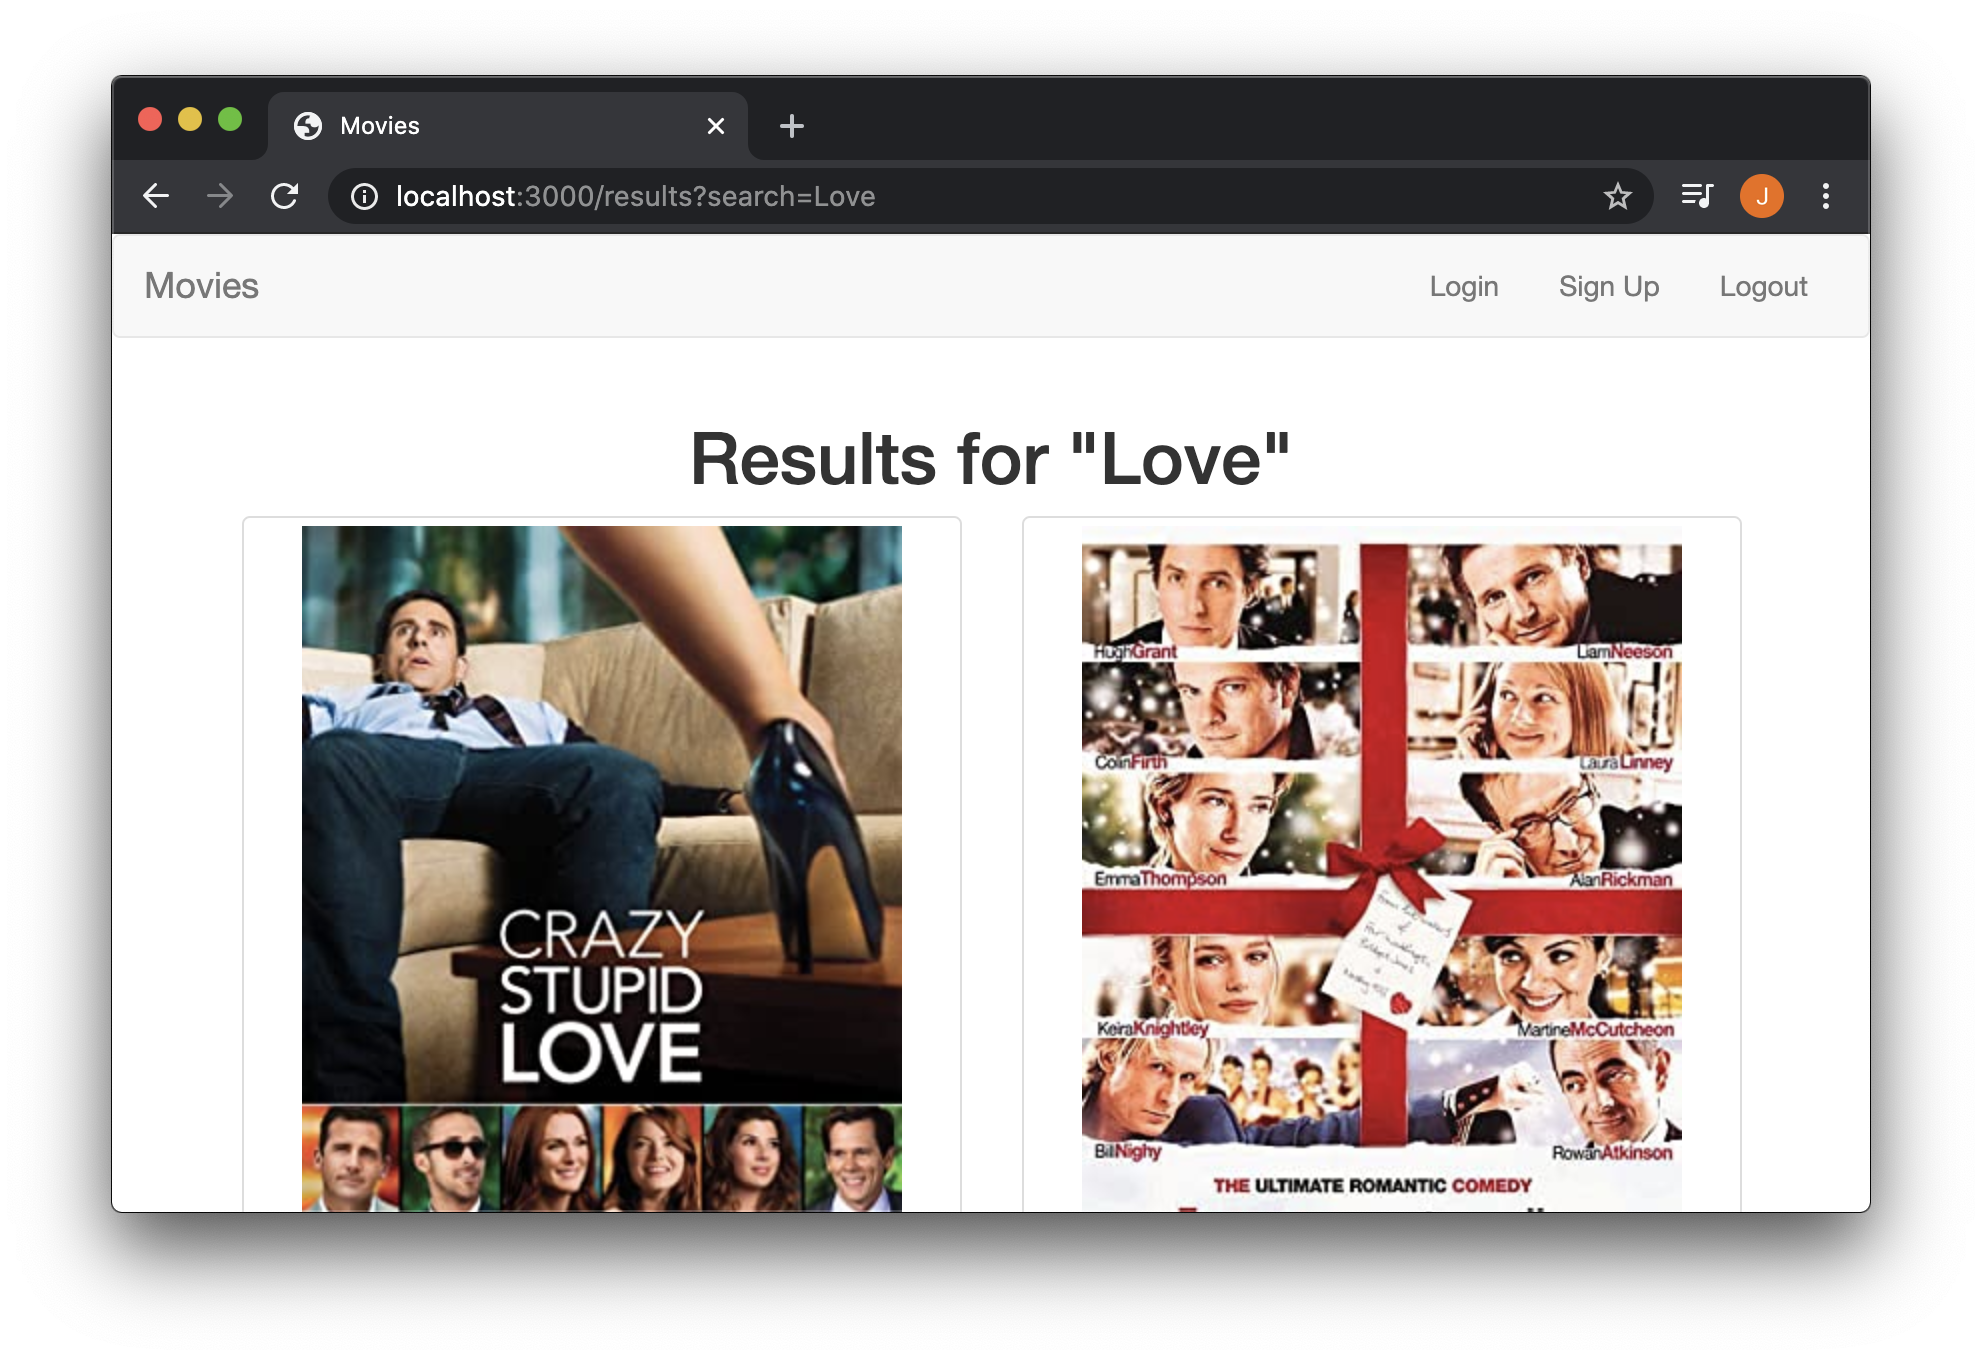 Movies
localhost:3000/results?search=Love
J
Movies
Login
Sign Up
Logout
Results for "Love"
CRAZY
STUPID
LOVE
HughGrant
LiamNeeson
ColinFirth
LauraLinney
EmmaThompson
AlanRickman
KeiraKnightley
MartineMcCutcheon
BillNighy
RowanAtkinson
THE ULTIMATE ROMANTIC COMEDY